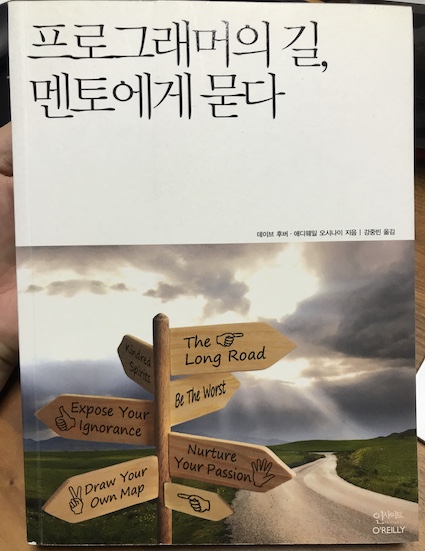 프로그래머의 길,
멘토에게 묻다
데이브 후버 · 애디웨일 오시나이 지음 | 강중빈 옮김
The
Long Road
Kindred
Spirits
Be The Worst
Expose Your
Ignorance
Nurture
Your Passion
Draw Your
Own Map
인사이트
O'REILLY